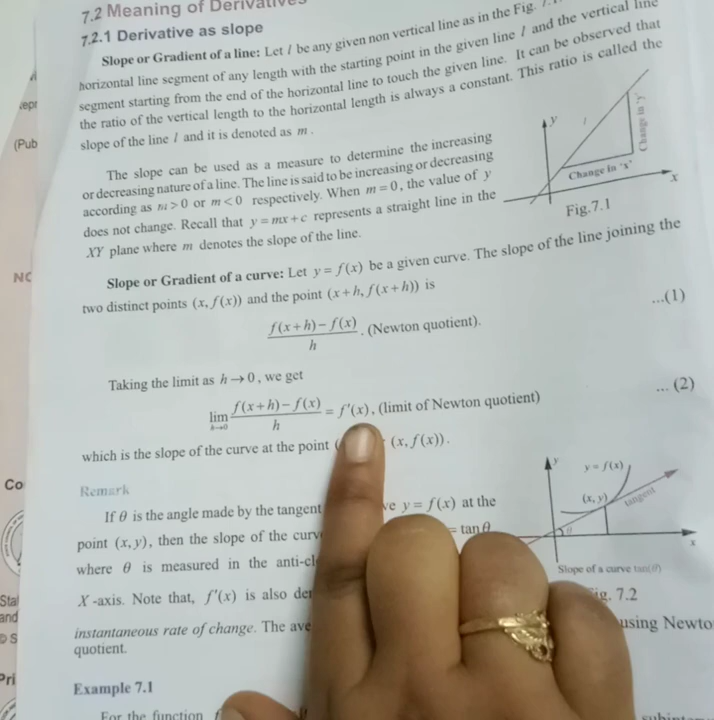 7.2 Meaning of Derivatives
7.2.1 Derivative as slope
Slope or Gradient of a line: Let l be any given non vertical line as in the Fig.
horizontal line segment of any length with the starting point in the given line l and the vertical line
segment starting from the end of the horizontal line to touch the given line. It can be observed that
the ratio of the vertical length to the horizontal length is always a constant. This ratio is called the
slope of the line l and it is denoted as m.
The slope can be used as a measure to determine the increasing
or decreasing nature of a line. The line is said to be increasing or decreasing
according as m > 0 or m < 0 respectively. When m = 0, the value of y
does not change. Recall that y = mx + c represents a straight line in the
XY plane where m denotes the slope of the line.
y
l
Change in 'y'
Change in 'x'
x
Fig.7.1
Slope or Gradient of a curve: Let y = f(x) be a given curve. The slope of the line joining the
two distinct points (x, f(x)) and the point (x+h, f(x+h)) is
f(x+h) − f(x)
h
. (Newton quotient). ...(1)
Taking the limit as h → 0, we get
lim h→0 f(x+h) − f(x)
h
= f'(x), (limit of Newton quotient) ... (2)
which is the slope of the curve at the point ( (x, f(x)).
Remark
If θ is the angle made by the tangent y = f(x) at the
point (x, y), then the slope of the = tan θ
where θ is measured in the
X-axis. Note that, f'(x) is also
instantaneous rate of change. The using
quotient.
y
y = f(x)
(x, y)
tangent
θ
x
Slope of a curve tan(θ)
7.2
Example 7.1
For the function
(Pub
Co
and